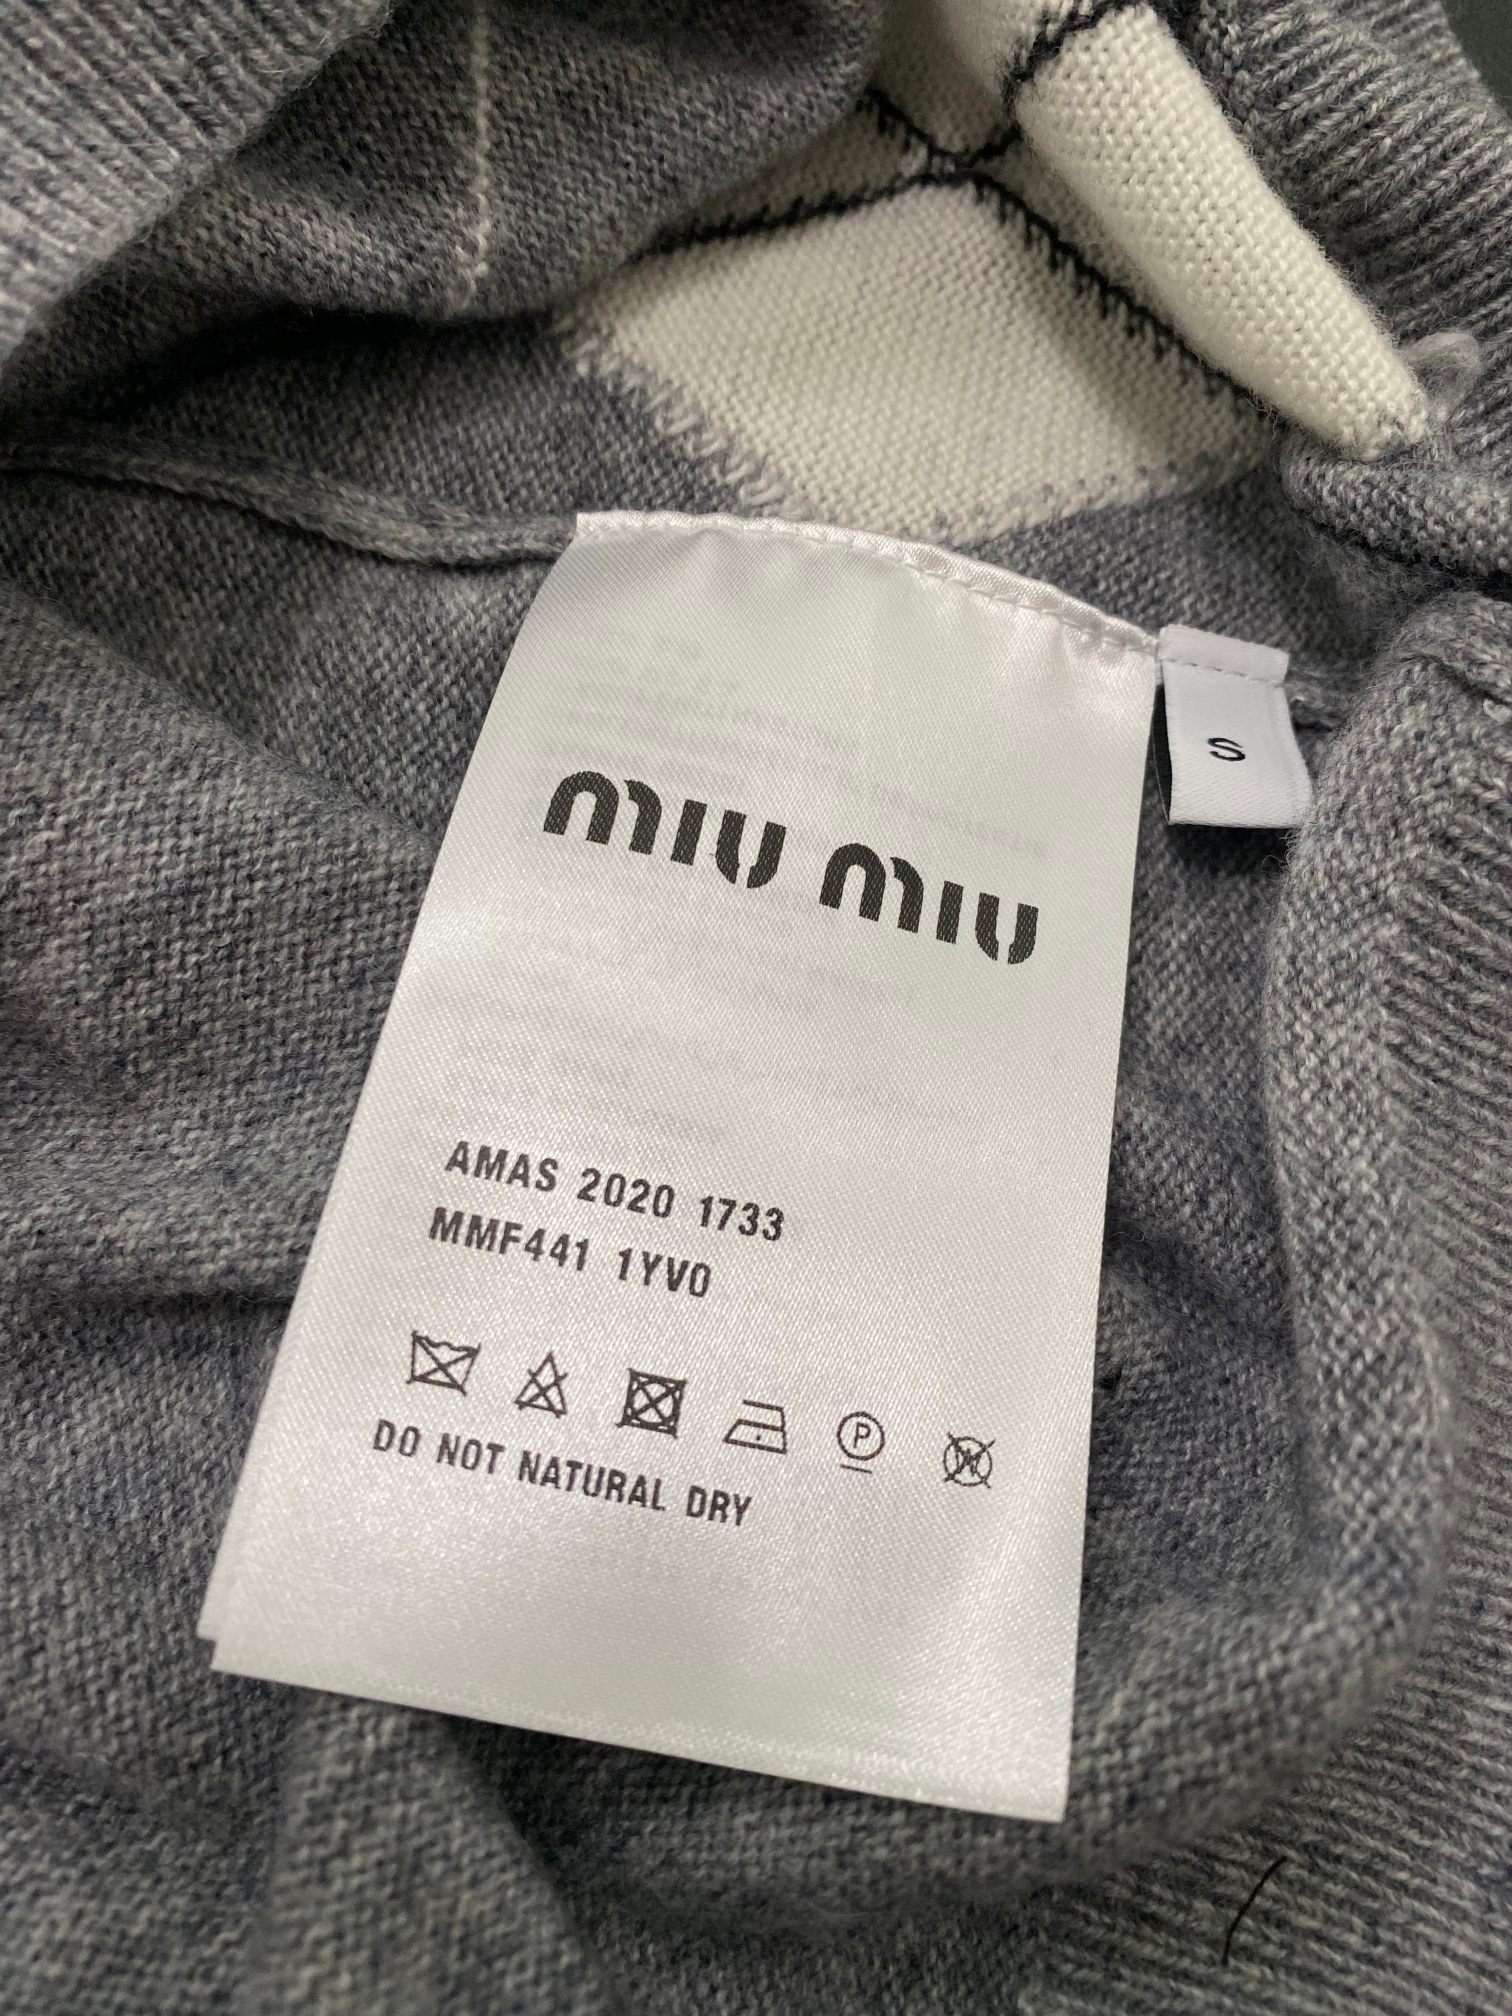 miu miu
S
AMAS 2020 1733
MMF441 1YV0
P W
DO NOT NATURAL DRY